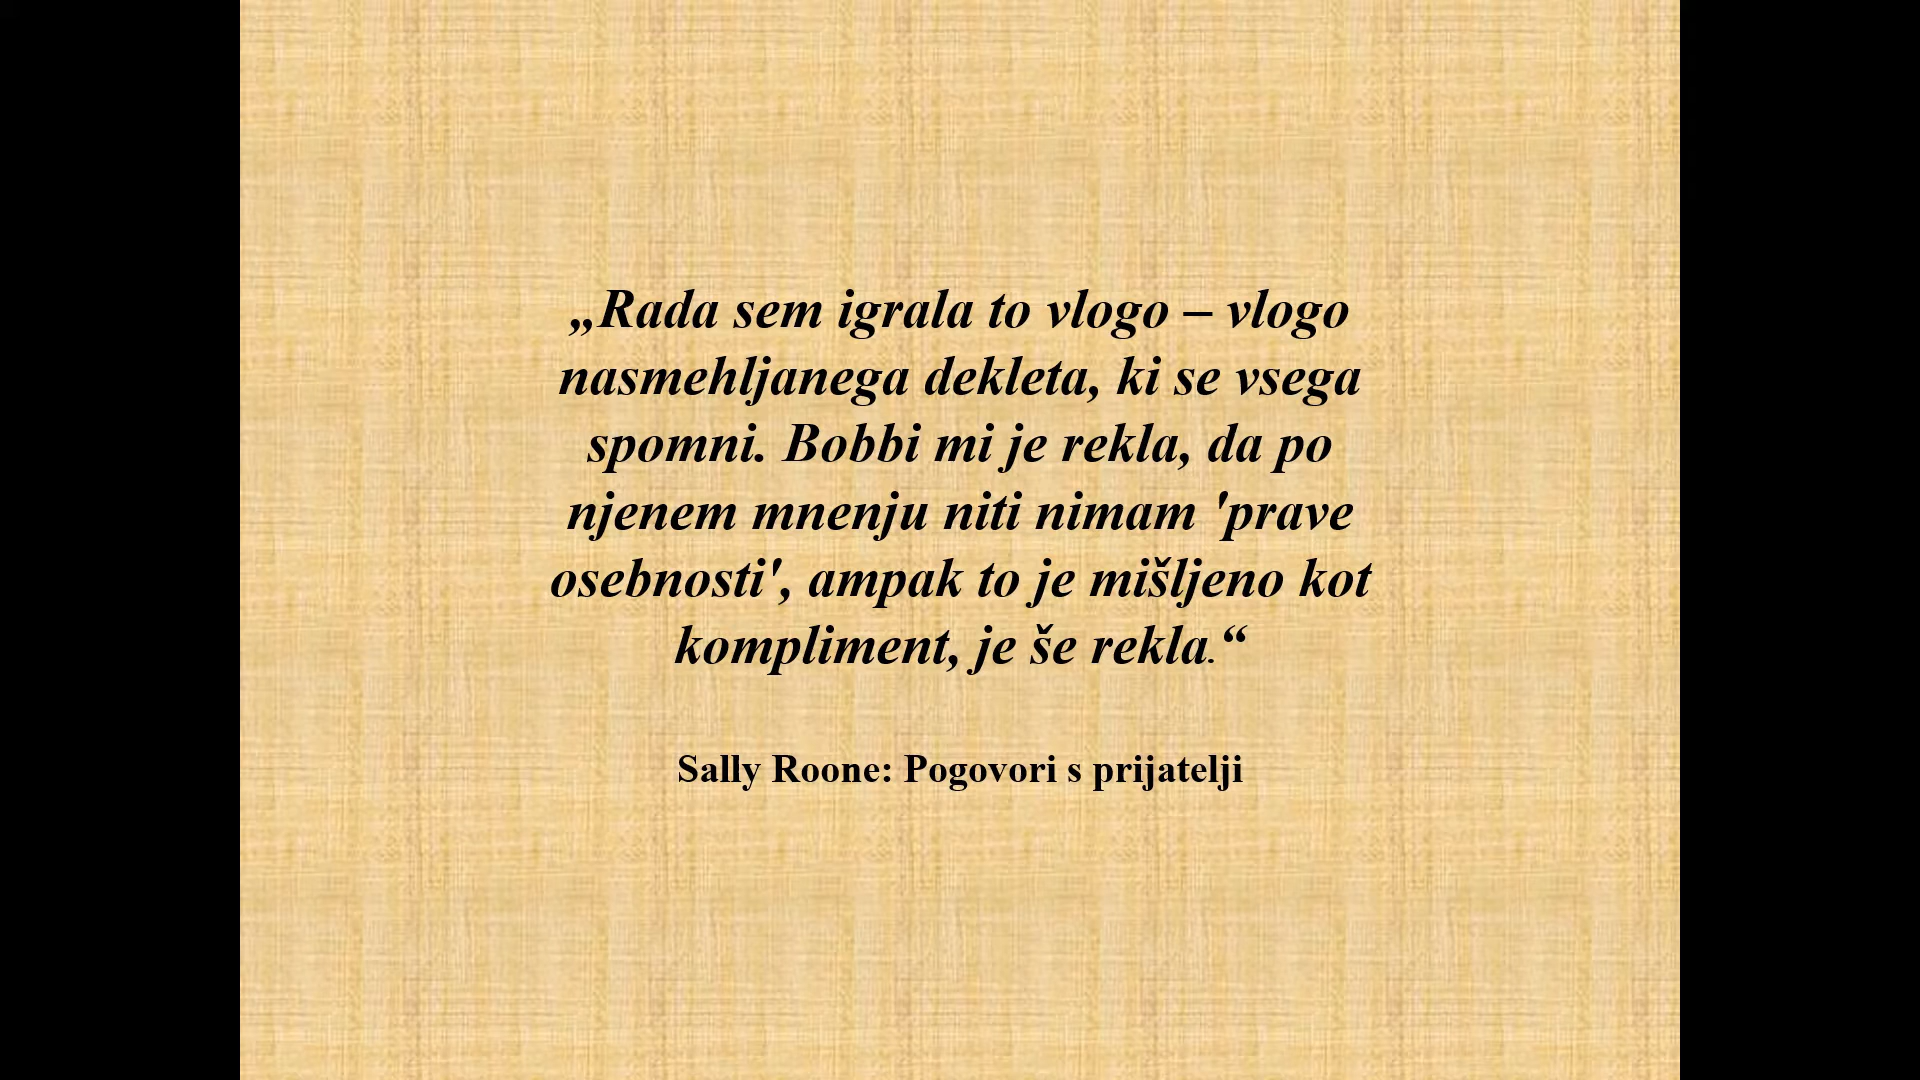 „Rada sem igrala to vlogo – vlogo
nasmehljanega dekleta, ki se vsega
spomni. Bobbi mi je rekla, da po
njenem mnenju niti nimam 'prave
osebnosti', ampak to je mišljeno kot
kompliment, je še rekla.“
Sally Roone: Pogovori s prijatelji